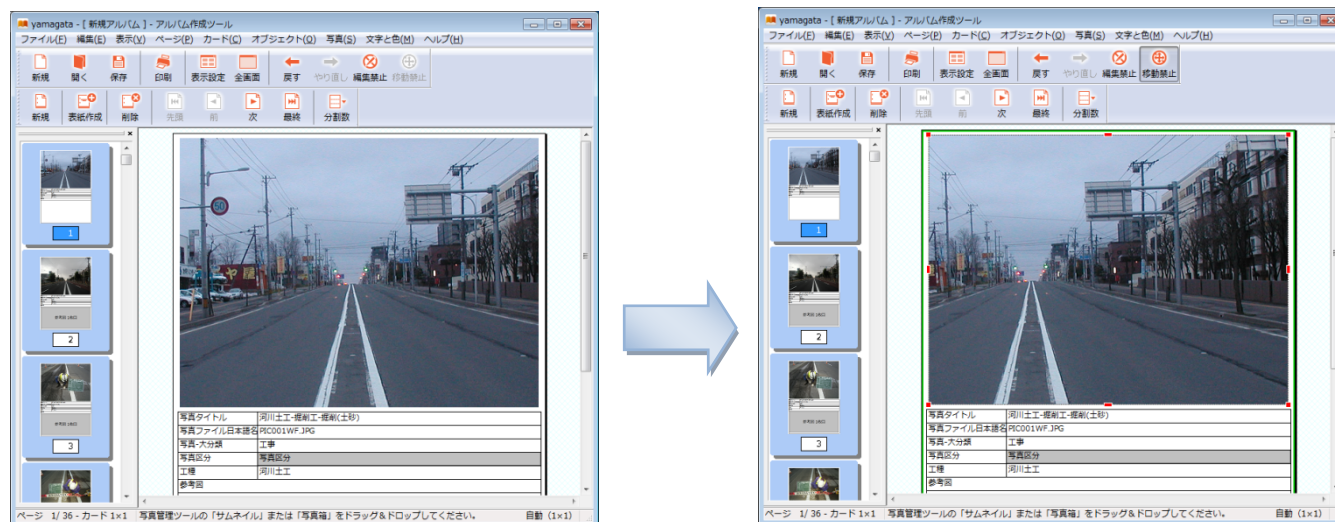 yamagata - [ 新規アルバム ] - アルバム作成ツール
ファイル(F) 編集(E) 表示(V) ページ(P) カード(C) オブジェクト(O) 写真(S) 文字と色(M) ヘルプ(H)
新規 開く 保存 印刷 表示設定 全画面 戻す やり直し 編集禁止 移動禁止
新規 表紙作成 削除 先頭 前 次 最終 分割数
1
2
3
50
写真タイトル 河川土工-掘削工-掘削(土砂)
写真ファイル日本語名 PIC001WF.JPG
写真-大分類 工事
写真区分 写真区分
工種 河川土工
参考図
ページ 1/ 36 - カード 1×1 写真管理ツールの「サムネイル」または「写真箱」をドラッグ＆ドロップしてください。 自動（1×1）
yamagata - [ 新規アルバム ] - アルバム作成ツール
ファイル(F) 編集(E) 表示(V) ページ(P) カード(C) オブジェクト(O) 写真(S) 文字と色(M) ヘルプ(H)
新規 開く 保存 印刷 表示設定 全画面 戻す やり直し 編集禁止 移動禁止
新規 表紙作成 削除 先頭 前 次 最終 分割数
1
2
3
写真タイトル 河川土工-掘削工-掘削(土砂)
写真ファイル日本語名 PIC001WF.JPG
写真-大分類 工事
写真区分 写真区分
工種 河川土工
参考図
ページ 1/ 36 - カード 1×1 写真管理ツールの「サムネイル」または「写真箱」をドラッグ＆ドロップしてください。 自動（1×1）